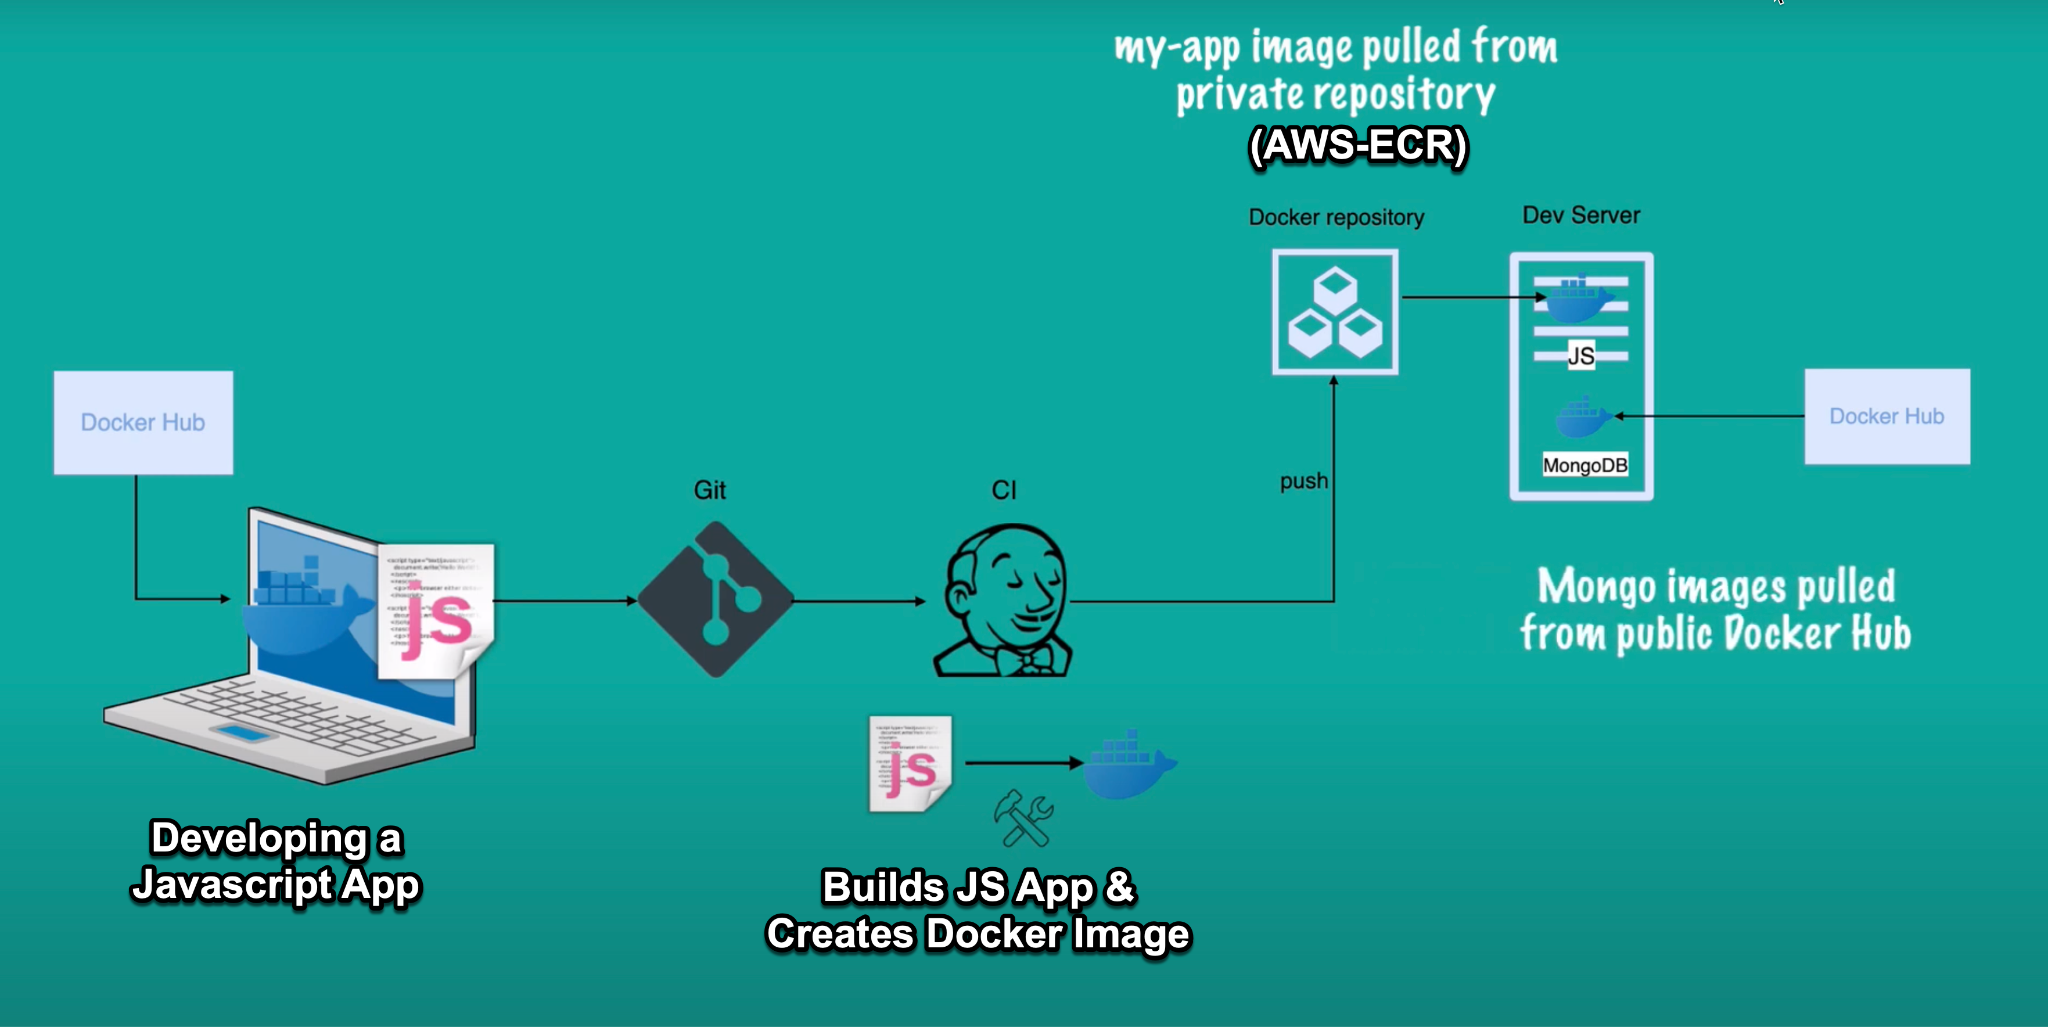 my-app image pulled from
private repository
(AWS-ECR)
Docker repository
Dev Server
JS
MongoDB
Docker Hub
Docker Hub
js
Git
CI
push
Mongo images pulled
from public Docker Hub
js
Developing a
Javascript App
Builds JS App &
Creates Docker Image